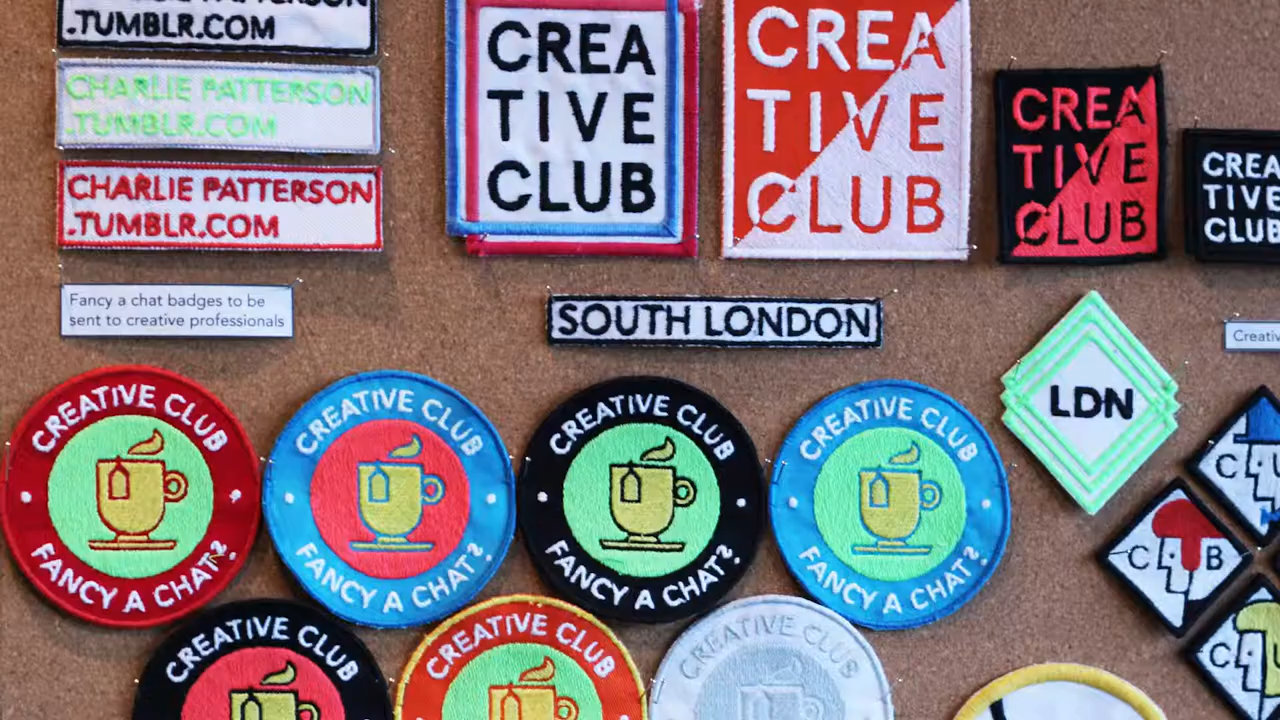 .TUMBLR.COM
CHARLIE PATTERSON
.TUMBLR.COM
CHARLIE PATTERSON
.TUMBLR.COM
CREA
TIVE
CLUB
CREA
TIVE
CLUB
CREA
TIVE
CLUB
CREA
TIVE
CLUB
Fancy a chat badges to be
sent to creative professionals
SOUTH LONDON
LDN
CREATIVE CLUB
FANCY A CHAT?
CREATIVE CLUB
FANCY A CHAT?
CREATIVE CLUB
FANCY A CHAT?
CREATIVE CLUB
FANCY A CHAT?
C B
CREATIVE CLUB
CREATIVE CLUB
CREATIVE CLUB